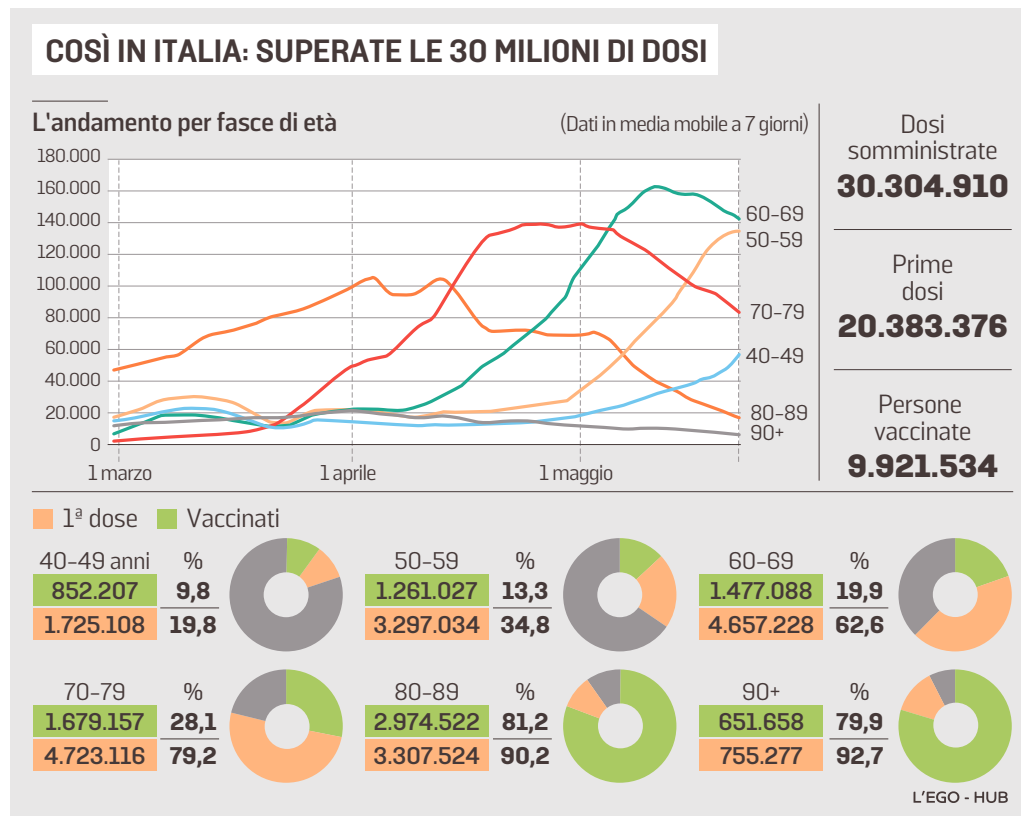 COSÌ IN ITALIA: SUPERATE LE 30 MILIONI DI DOSI
L'andamento per fasce di età
(Dati in media mobile a 7 giorni)
180.000
160.000
140.000
120.000
100.000
80.000
60.000
40.000
20.000
0
1 marzo
1 aprile
1 maggio
60-69
50-59
70-79
40-49
80-89
90+
Dosi
somministrate
30.304.910
Prime
dosi
20.383.376
Persone
vaccinate
9.921.534
1ª dose
Vaccinati
40-49 anni %
852.207 9,8
1.725.108 19,8
50-59 %
1.261.027 13,3
3.297.034 34,8
60-69 %
1.477.088 19,9
4.657.228 62,6
70-79 %
1.679.157 28,1
4.723.116 79,2
80-89 %
2.974.522 81,2
3.307.524 90,2
90+ %
651.658 79,9
755.277 92,7
L'EGO - HUB